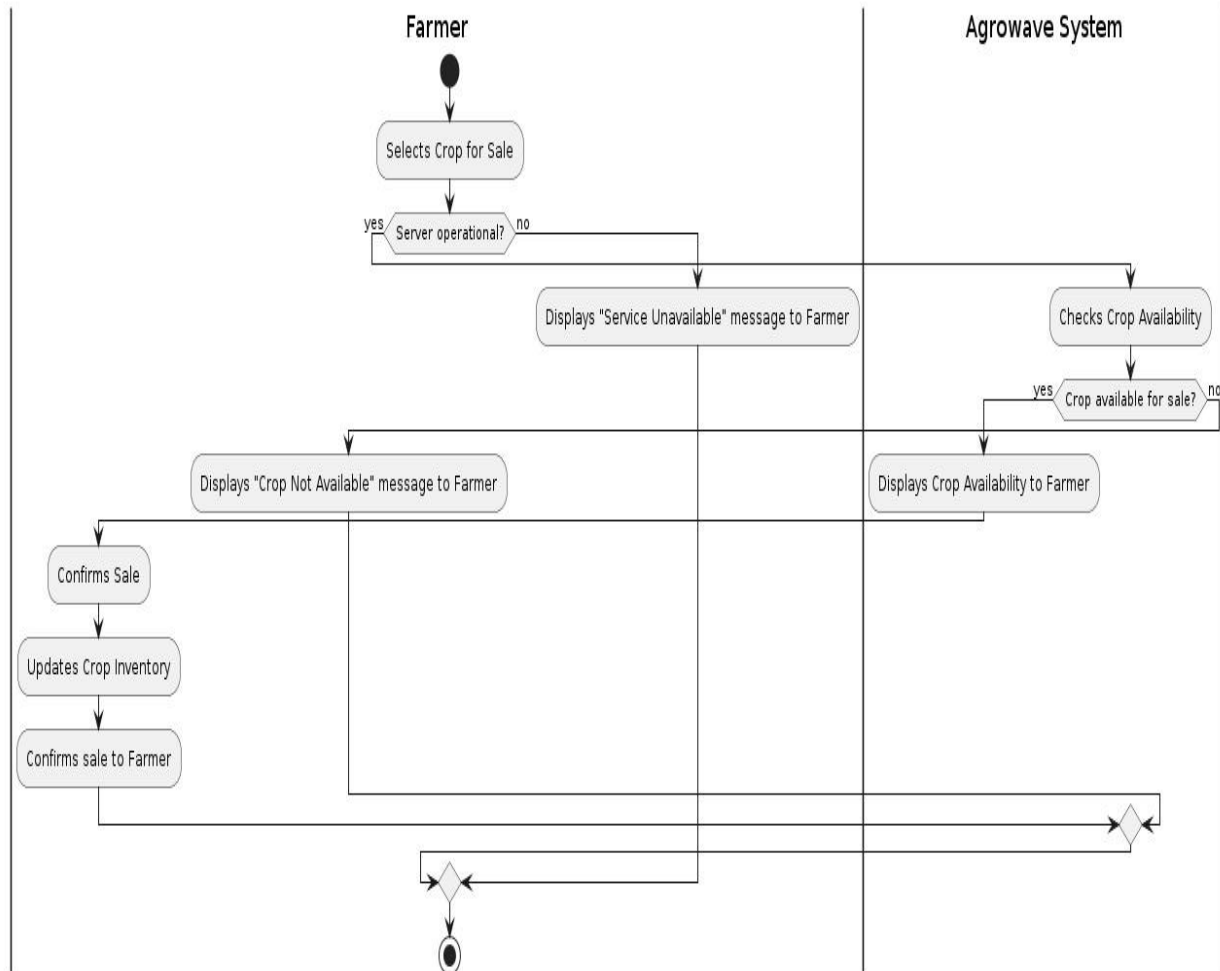 Farmer
Agrowave System
Selects Crop for Sale
yes
Server operational?
no
Displays "Service Unavailable" message to Farmer
Checks Crop Availability
yes
Crop available for sale?
no
Displays "Crop Not Available" message to Farmer
Displays Crop Availability to Farmer
Confirms Sale
Updates Crop Inventory
Confirms sale to Farmer